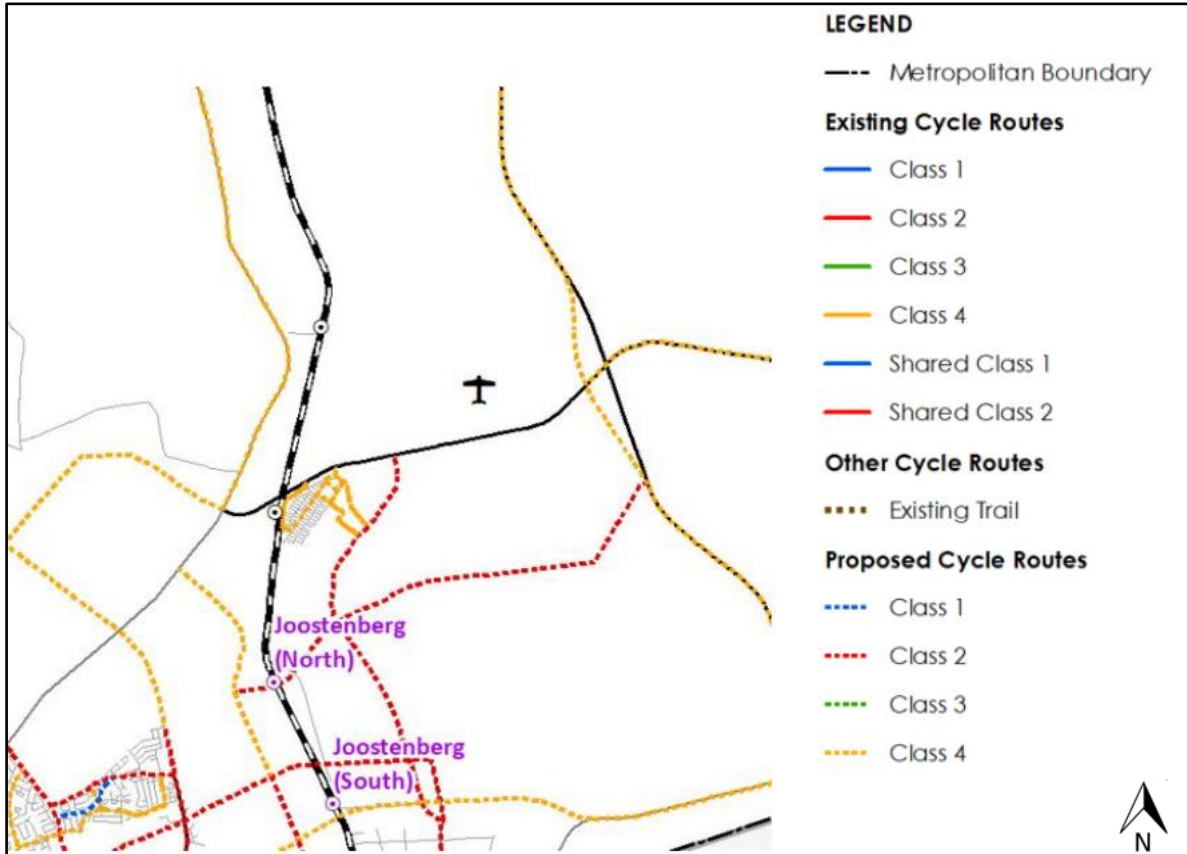 LEGEND
Metropolitan Boundary
Existing Cycle Routes
Class 1
Class 2
Class 3
Class 4
Shared Class 1
Shared Class 2
Other Cycle Routes
Existing Trail
Proposed Cycle Routes
Class 1
Class 2
Class 3
Class 4
Joostenberg
(North)
Joostenberg
(South)
N